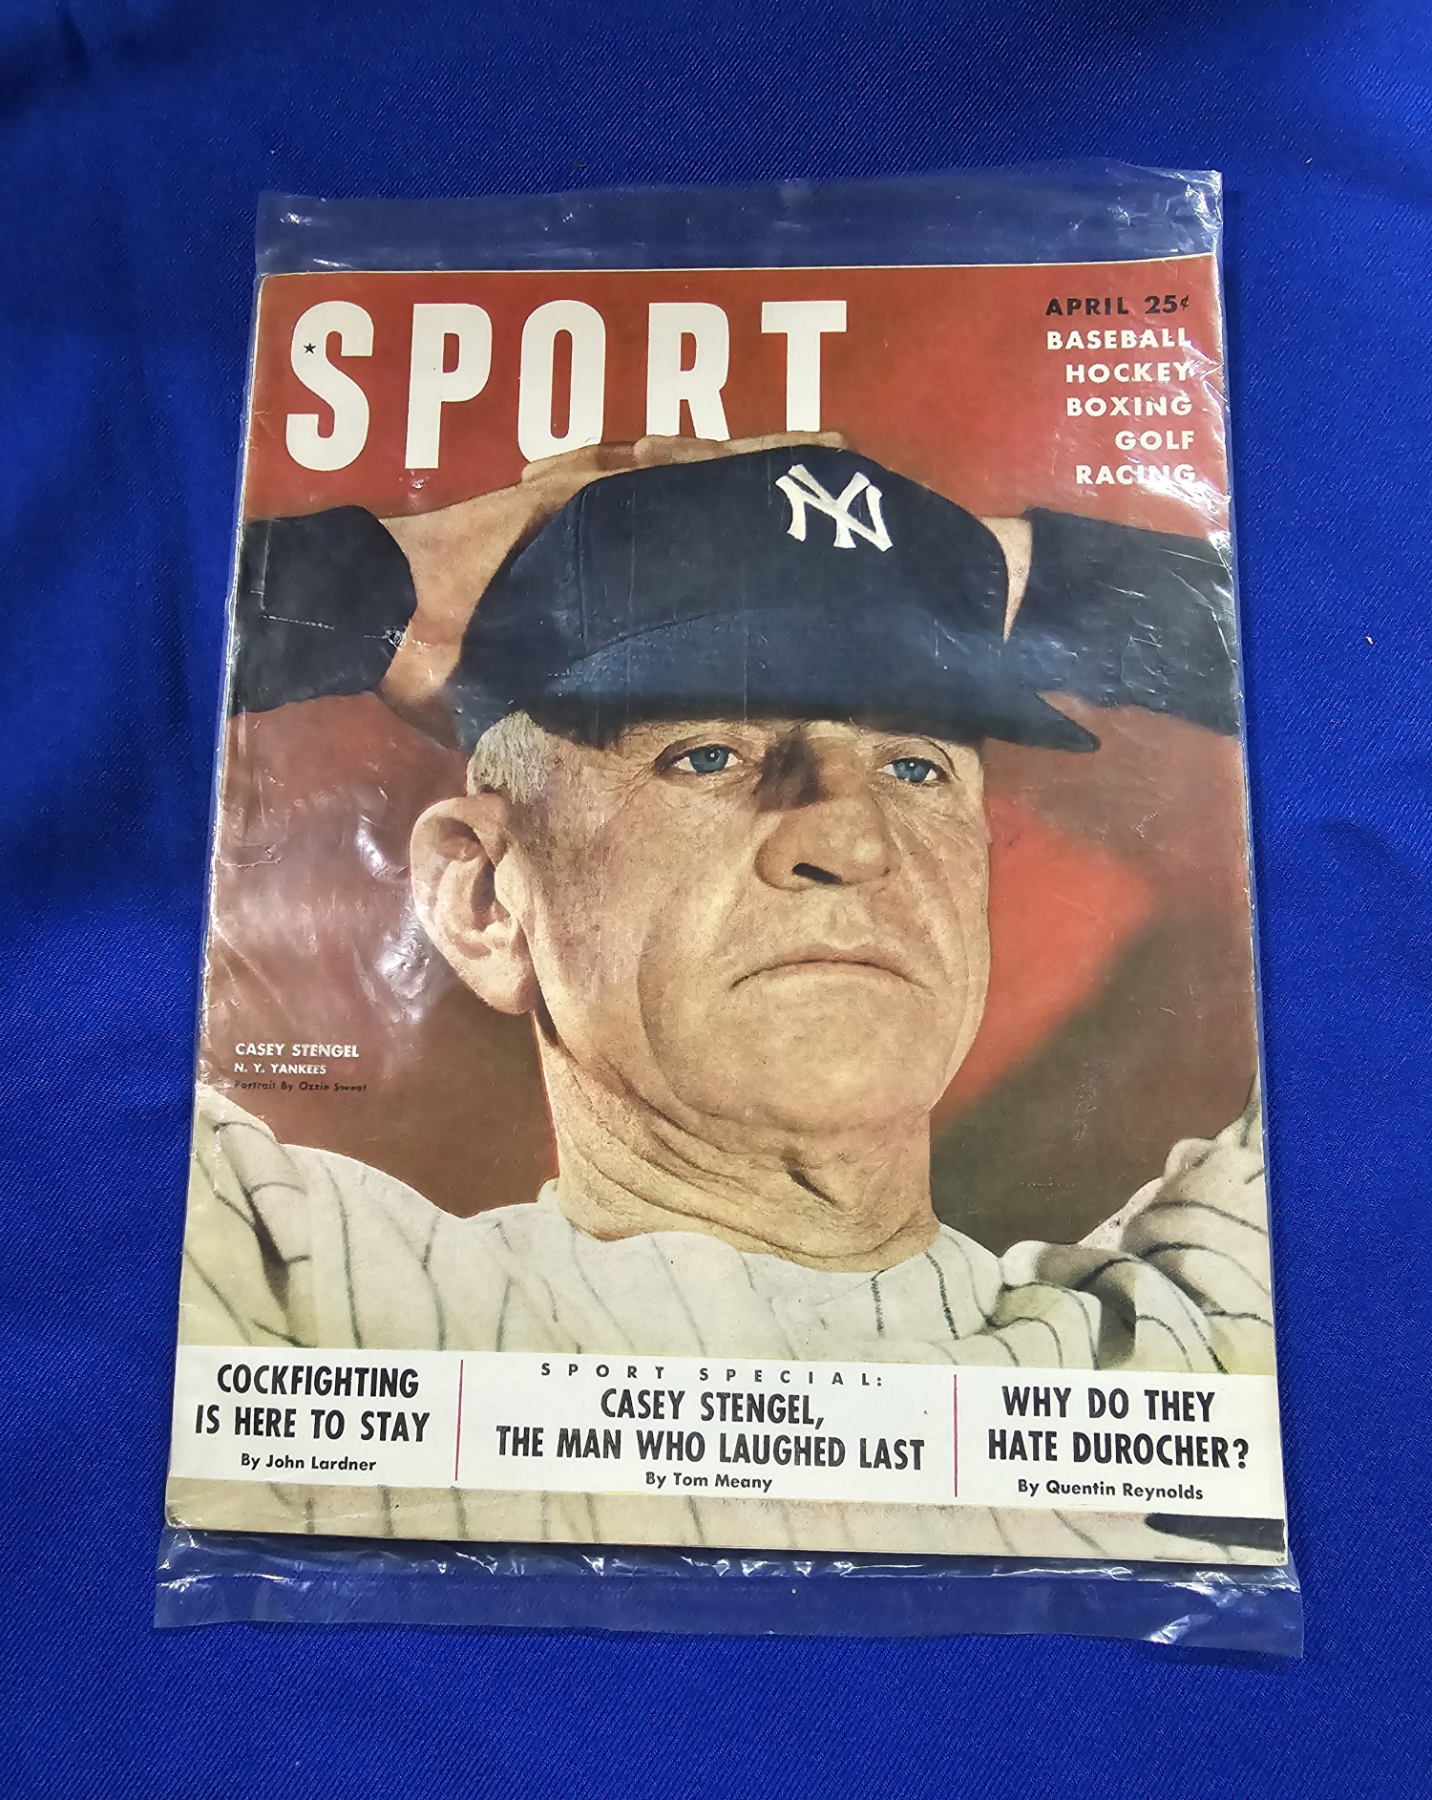 SPORT
APRIL 25¢
BASEBALL
HOCKEY
BOXING
GOLF
RACING
NY
CASEY STENGEL
N. Y. YANKEES
Portrait By Ozzie Sweet
COCKFIGHTING
IS HERE TO STAY
By John Lardner
SPORT SPECIAL:
CASEY STENGEL,
THE MAN WHO LAUGHED LAST
By Tom Meany
WHY DO THEY
HATE DUROCHER?
By Quentin Reynolds